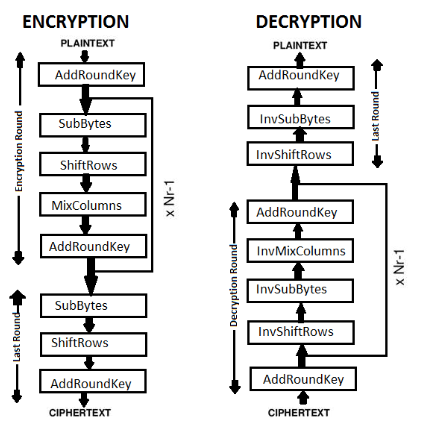 ENCRYPTION
PLAINTEXT
AddRoundKey
SubBytes
ShiftRows
MixColumns
AddRoundKey
SubBytes
ShiftRows
AddRoundKey
CIPHERTEXT
Encryption Round
Last Round
x Nr-1
DECRYPTION
PLAINTEXT
AddRoundKey
InvSubBytes
InvShiftRows
AddRoundKey
InvMixColumns
InvSubBytes
InvShiftRows
AddRoundKey
CIPHERTEXT
Last Round
Decryption Round
x Nr-1